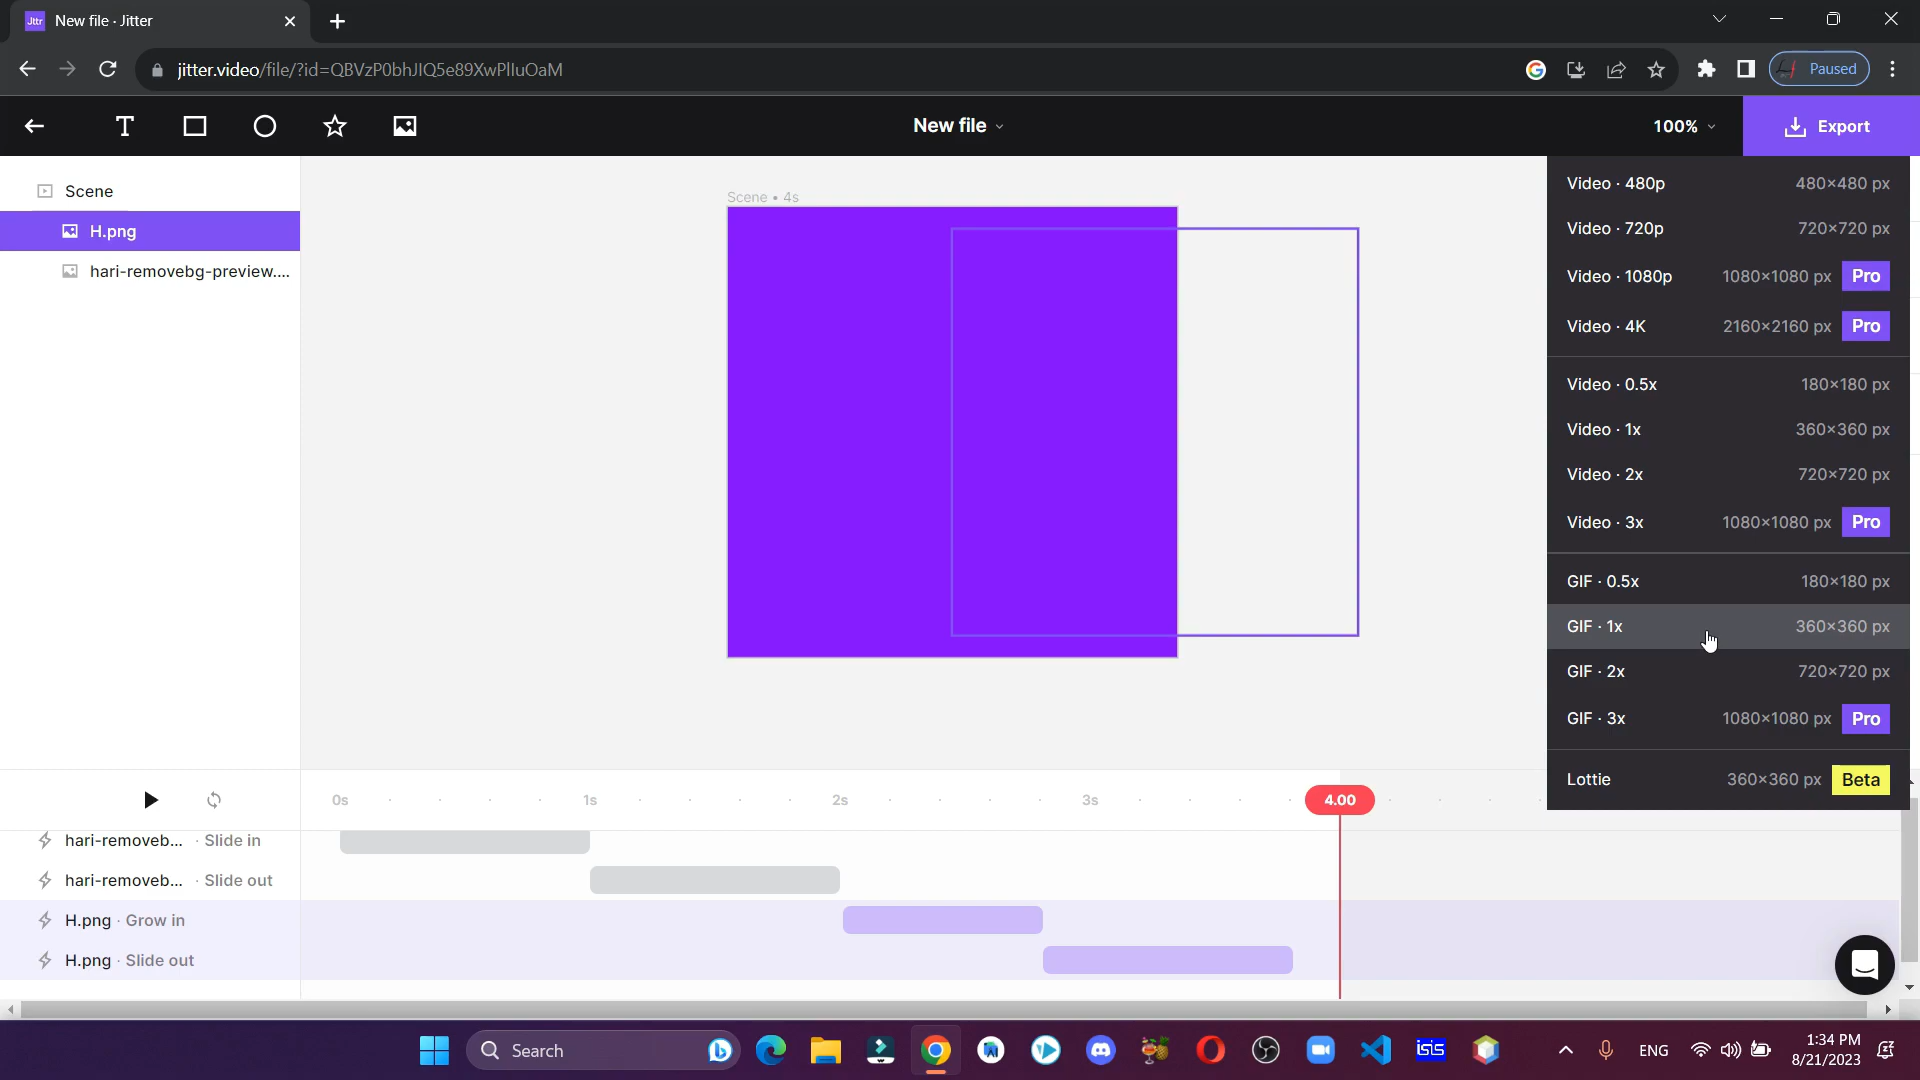 Jttr New file · Jitter
jitter.video/file/?id=QBVzP0bhJIQ5e89XwPlIuOaM
Paused
T New file 100% Export
Scene
H.png
hari-removebg-preview....
Scene • 4s
Video · 480p 480×480 px
Video · 720p 720×720 px
Video · 1080p 1080×1080 px Pro
Video · 4K 2160×2160 px Pro
Video · 0.5x 180×180 px
Video · 1x 360×360 px
Video · 2x 720×720 px
Video · 3x 1080×1080 px Pro
GIF · 0.5x 180×180 px
GIF · 1x 360×360 px
GIF · 2x 720×720 px
GIF · 3x 1080×1080 px Pro
Lottie 360×360 px Beta
0s 1s 2s 3s 4.00
hari-removeb... · Slide in
hari-removeb... · Slide out
H.png · Grow in
H.png · Slide out
Search
isis
ENG
1:34 PM
8/21/2023